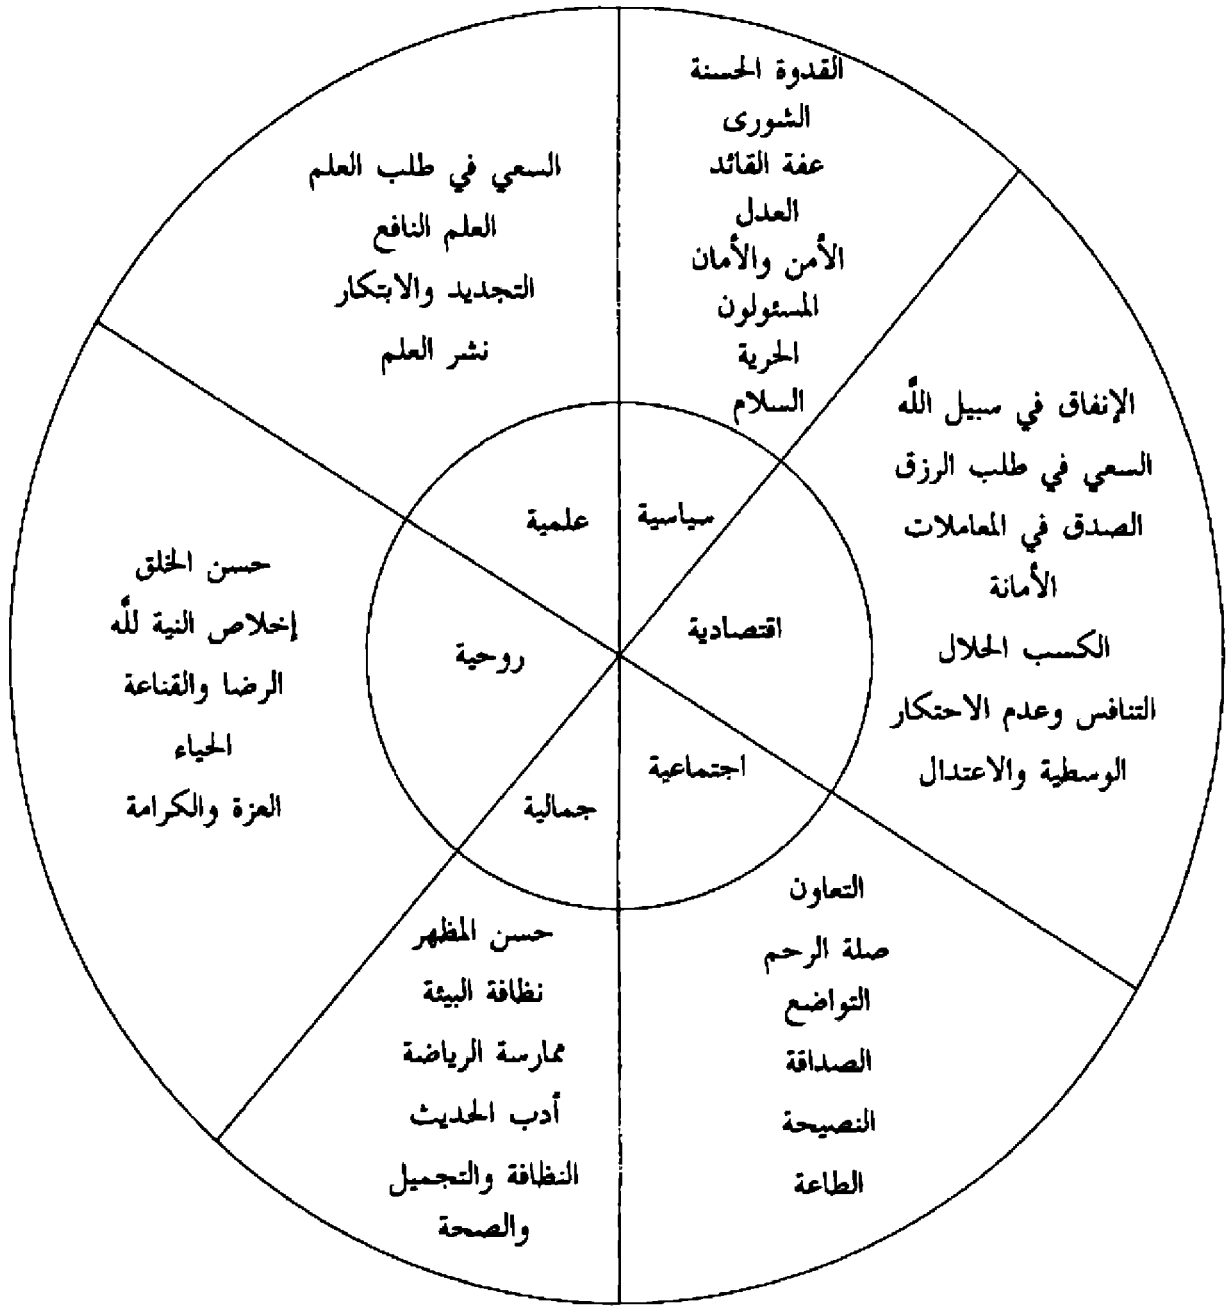 القدوة الحسنة
الشورى
عفة القائد
العدل
الأمن والأمان
المسئولون
الحرية
السلام
سياسية
الإنفاق في سبيل اللَّه
السعي في طلب الرزق
الصدق في المعاملات
الأمانة
الكسب الحلال
التنافس وعدم الاحتكار
الوسطية والاعتدال
اقتصادية
اجتماعية
التعاون
صلة الرحم
التواضع
الصداقة
النصيحة
الطاعة
جمالية
حسن المظهر
نظافة البيئة
ممارسة الرياضة
أدب الحديث
النظافة والتجميل
والصحة
روحية
حسن الخلق
إخلاص النية للَّه
الرضا والقناعة
الحياء
العزة والكرامة
السعي في طلب العلم
العلم النافع
التجديد والابتكار
نشر العلم
علمية